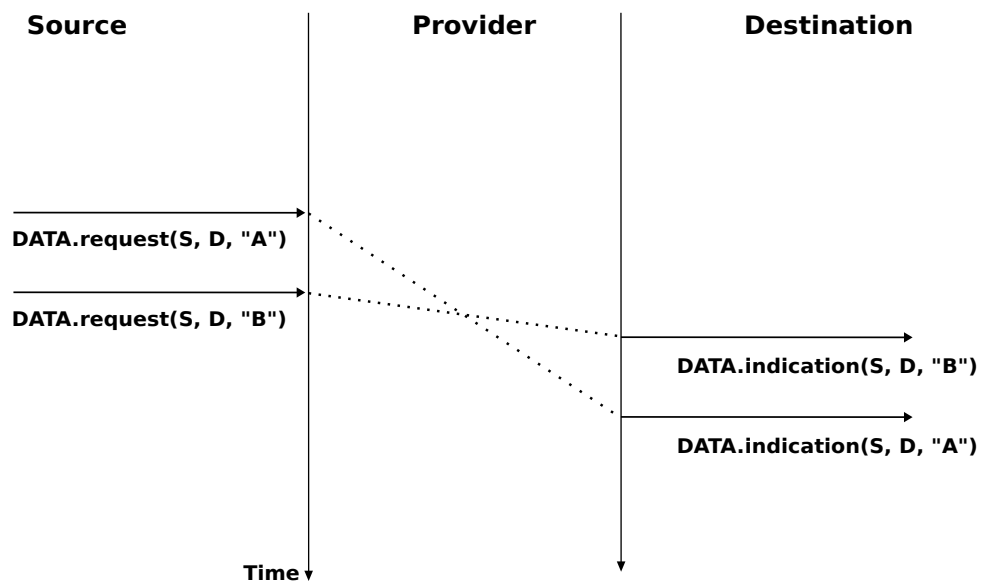 Source
Provider
Destination
DATA.request(S, D, "A")
DATA.request(S, D, "B")
DATA.indication(S, D, "B")
DATA.indication(S, D, "A")
Time